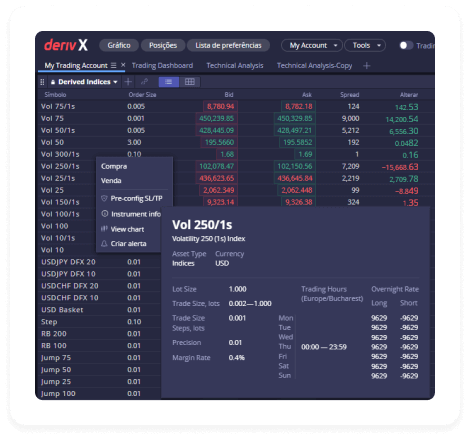 deriv X Gráfico Posições Lista de preferências My Account Tools Tradin
My Trading Account Trading Dashboard Technical Analysis Technical Analysis-Copy
Derived Indices
Símbolo Order Size Bid Ask Spread Alterar
Vol 75/1s 0.005 8,780.94 8,782.18 124 142.53
Vol 75 0.001 450,239.85 450,329.85 9,000 14,200.54
Vol 50/1s 0.005 428,445.09 428,497.21 5,212 6,556.30
Vol 50 3.00 195.5660 195.5852 192 0.0482
Vol 300/1s 0.10 1.68 1.69 1 0.16
Vol 250/1s 102,078.47 102,150.56 7,209 -15,668.63
Vol 25/1s 436,623.65 436,645.84 2,219 2,709.78
Vol 25 2,062.349 2,062.448 99 -8.849
Vol 150/1s 9,323.14 9,326.38 324 1.35
Vol 100/1s
Vol 100
Vol 10/1s
Vol 10
USDJPY DFX 20 0.01
USDJPY DFX 10 0.01
USDCHF DFX 20 0.01
USDCHF DFX 10 0.01
USD Basket 0.01
Step 0.10
RB 200 0.01
RB 100 0.01
Jump 75 0.01
Jump 50 0.01
Jump 25 0.01
Jump 100 0.01
Compra
Venda
Pre-config SL/TP
Instrument info
View chart
Criar alerta
Vol 250/1s
Volatility 250 (1s) Index
Asset Type Currency
Indices USD
Lot Size 1.000
Trade Size, lots 0.002—1.000
Trade Size Steps, lots 0.001
Precision 0.01
Margin Rate 0.4%
Trading Hours
(Europe/Bucharest)
Overnight Rate
Long Short
Mon 9629 -9629
Tue 9629 -9629
Wed 9629 -9629
Thu 00:00 — 23:59 9629 -9629
Fri 9629 -9629
Sat 9629 -9629
Sun 9629 -9629